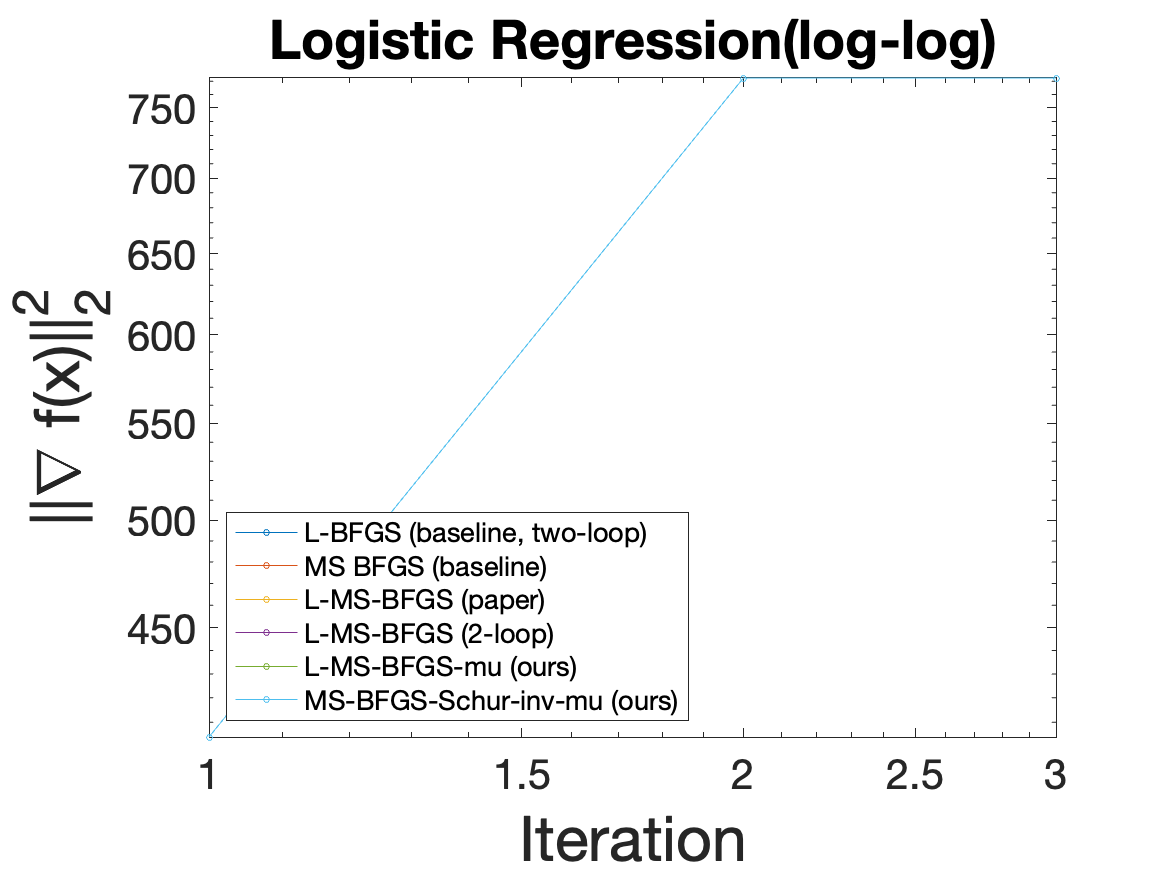 Logistic Regression(log-log)
750
700
650
600
550
500
450
||∇ f(x)||₂²
L-BFGS (baseline, two-loop)
MS BFGS (baseline)
L-MS-BFGS (paper)
L-MS-BFGS (2-loop)
L-MS-BFGS-mu (ours)
MS-BFGS-Schur-inv-mu (ours)
1 1.5 2 2.5 3
Iteration